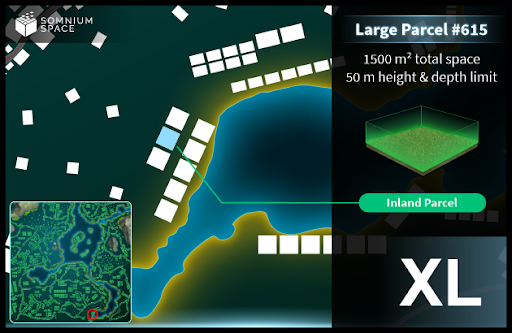 SOMNIUM
SPACE
Large Parcel #615
1500 m² total space
50 m height & depth limit
Inland Parcel
XL